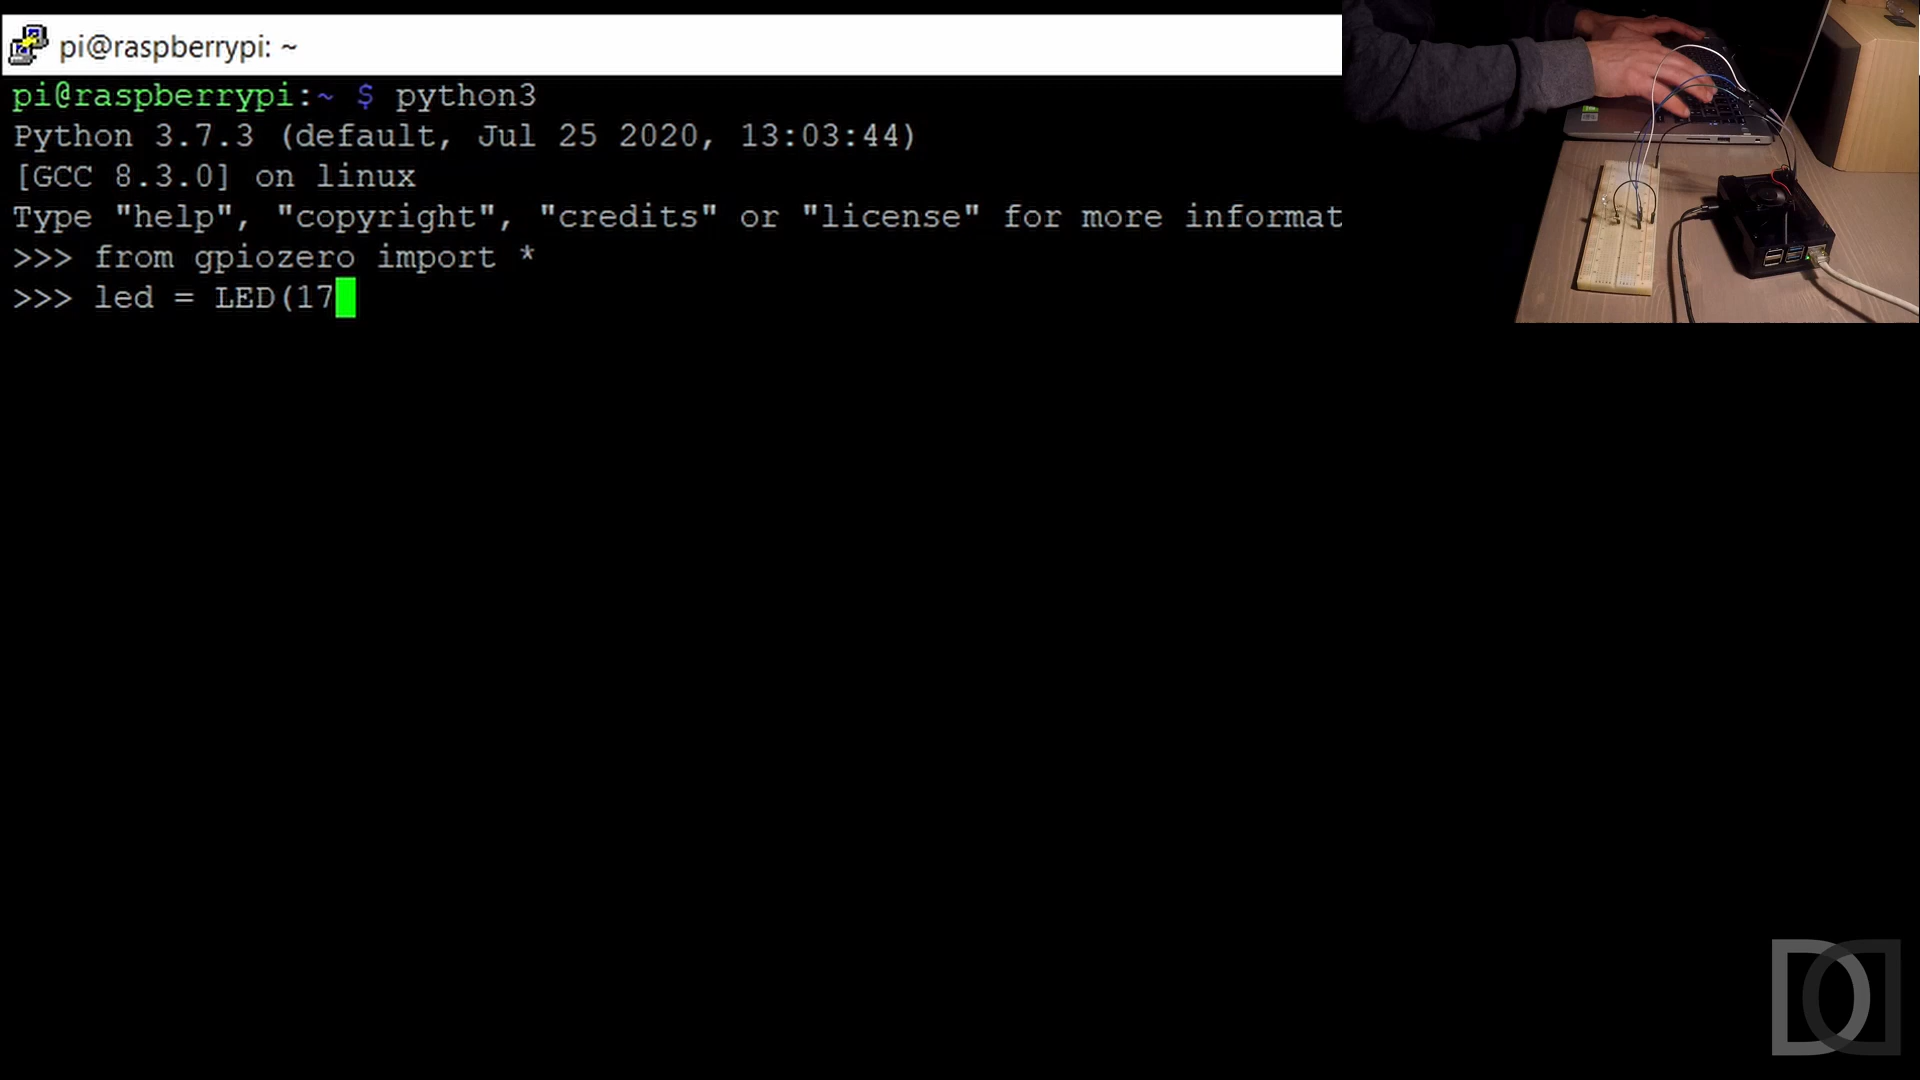 pi@raspberrypi: ~
pi@raspberrypi:~ $ python3
Python 3.7.3 (default, Jul 25 2020, 13:03:44)
[GCC 8.3.0] on linux
Type "help", "copyright", "credits" or "license" for more informat
>>> from gpiozero import *
>>> led = LED(17